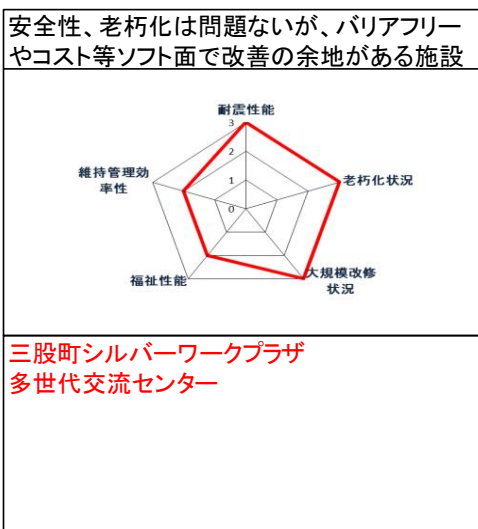 安全性、老朽化は問題ないが、バリアフリー
やコスト等ソフト面で改善の余地がある施設
耐震性能
3
2
1
0
維持管理効
率性
老朽化状況
福祉性能
大規模改修
状況
三股町シルバーワークプラザ
多世代交流センター